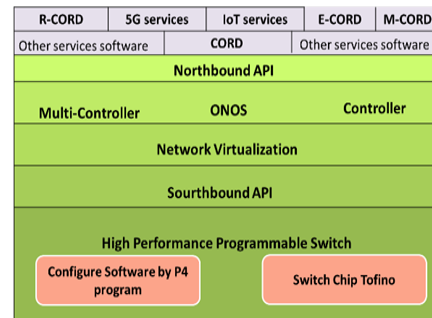 R-CORD 5G services IoT services E-CORD M-CORD
Other services software CORD Other services software
Northbound API
Multi-Controller ONOS Controller
Network Virtualization
Sourthbound API
High Performance Programmable Switch
Configure Software by P4
program
Switch Chip Tofino